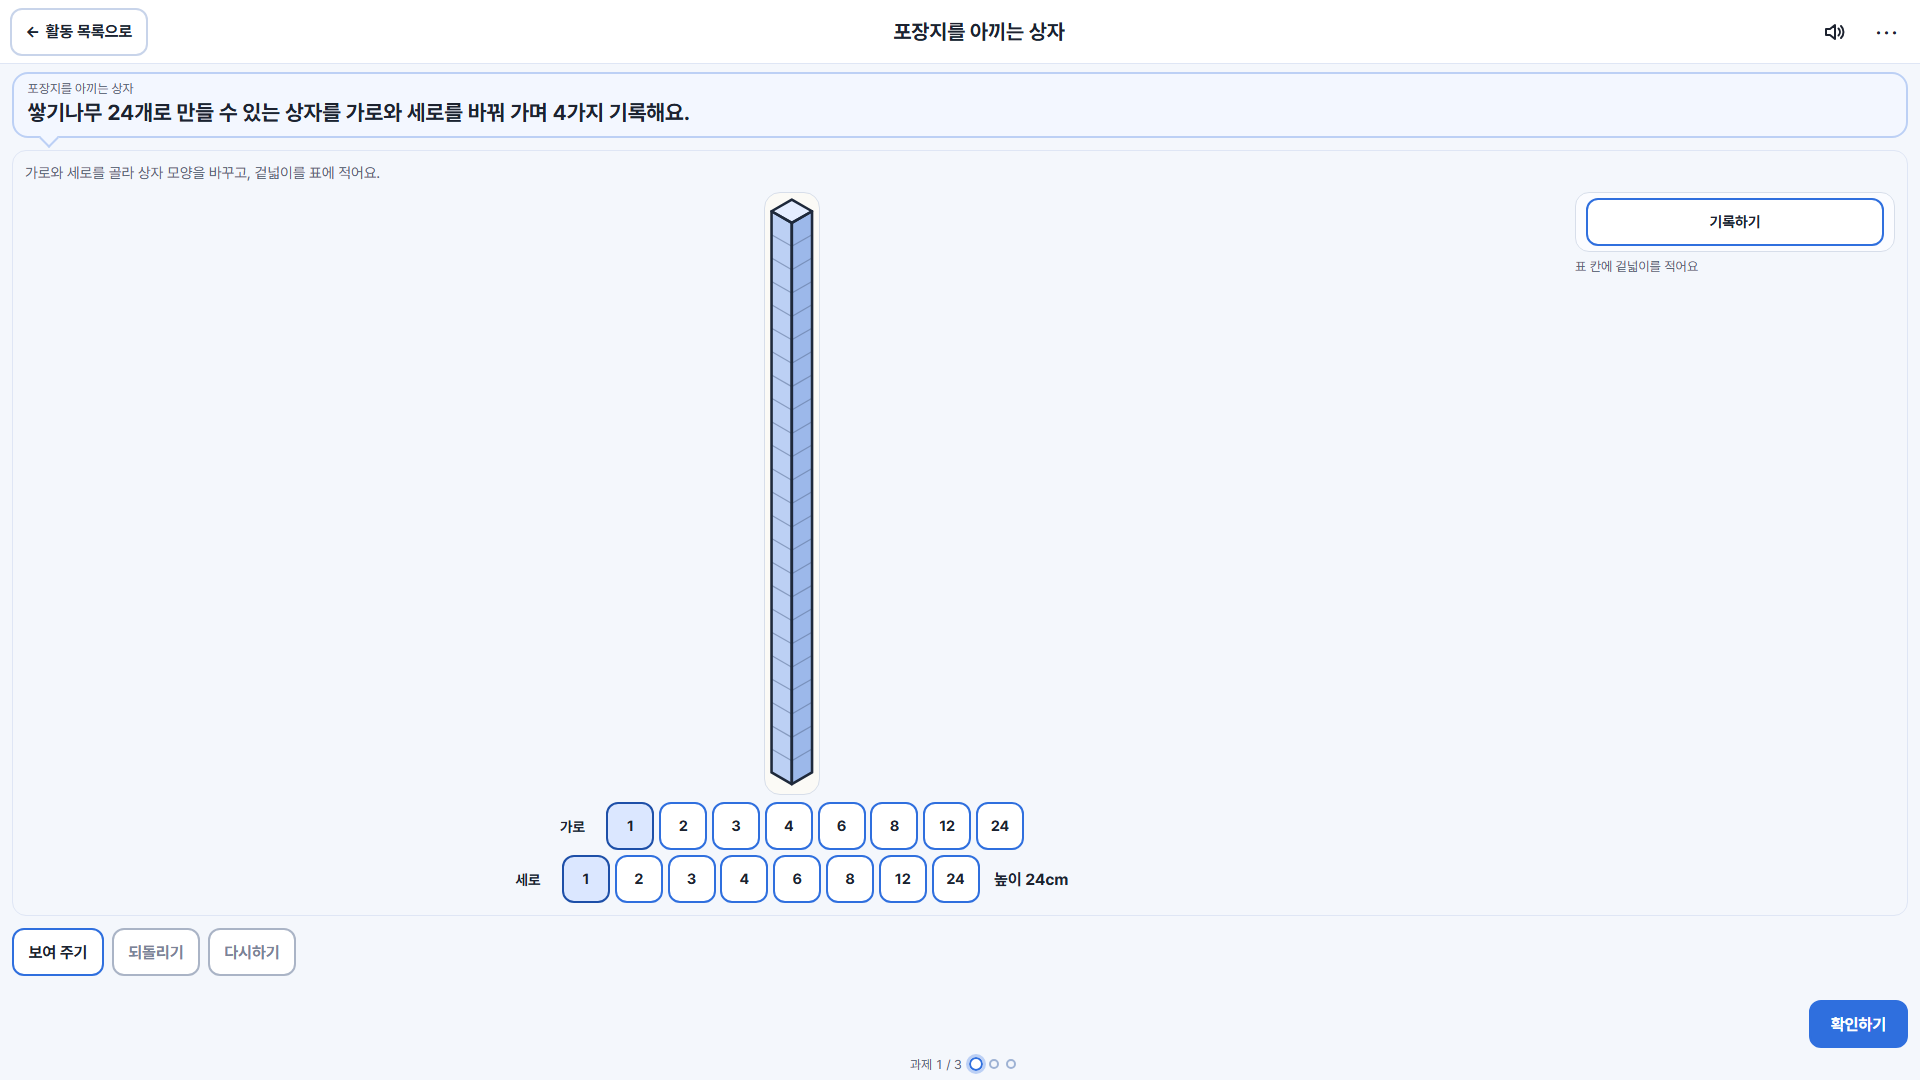 ← 활동 목록으로
포장지를 아끼는 상자
포장지를 아끼는 상자
쌓기나무 24개로 만들 수 있는 상자를 가로와 세로를 바꿔 가며 4가지 기록해요.
가로와 세로를 골라 상자 모양을 바꾸고, 겉넓이를 표에 적어요.
기록하기
표 칸에 겉넓이를 적어요
가로 1 2 3 4 6 8 12 24
세로 1 2 3 4 6 8 12 24 높이 24cm
보여 주기 되돌리기 다시하기
확인하기
과제 1 / 3